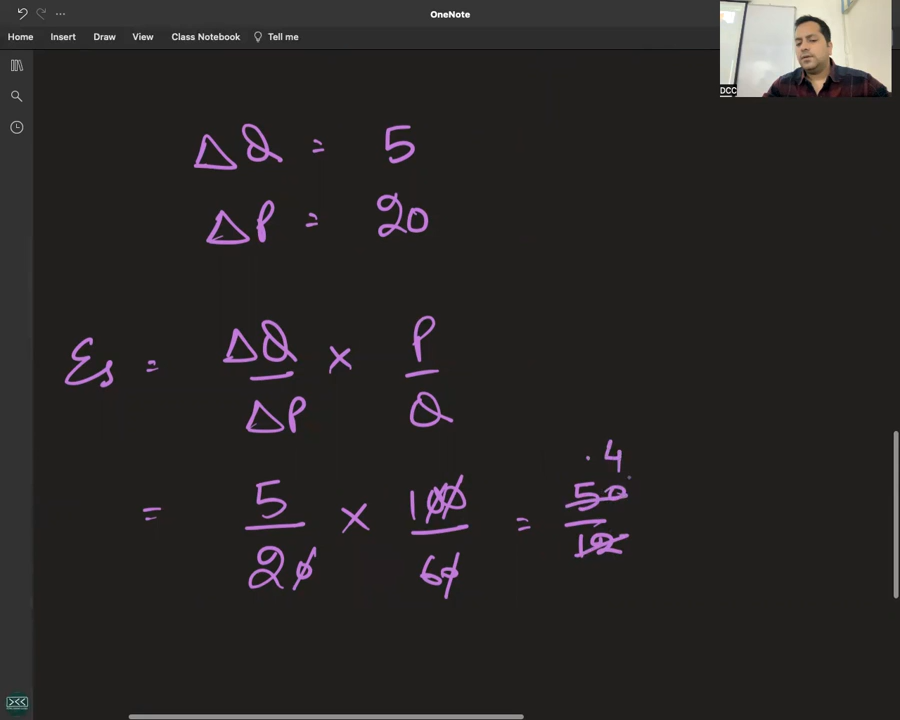 OneNote
Home Insert Draw View Class Notebook Tell me
DCC
ΔQ = 5
ΔP = 20
Es = ΔQ/ΔP × P/Q
= 5/20 × 100/60 = 50/12 .4